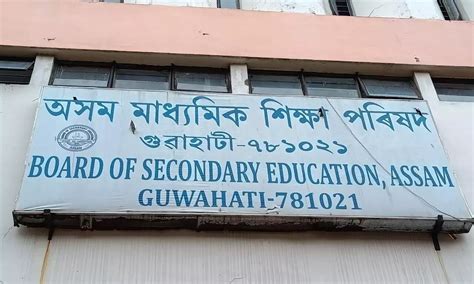 অসম মাধ্যমিক শিক্ষা পৰিষদ
গুৱাহাটী-৭৮১০২১
BOARD OF SECONDARY EDUCATION, ASSAM
GUWAHATI-781021